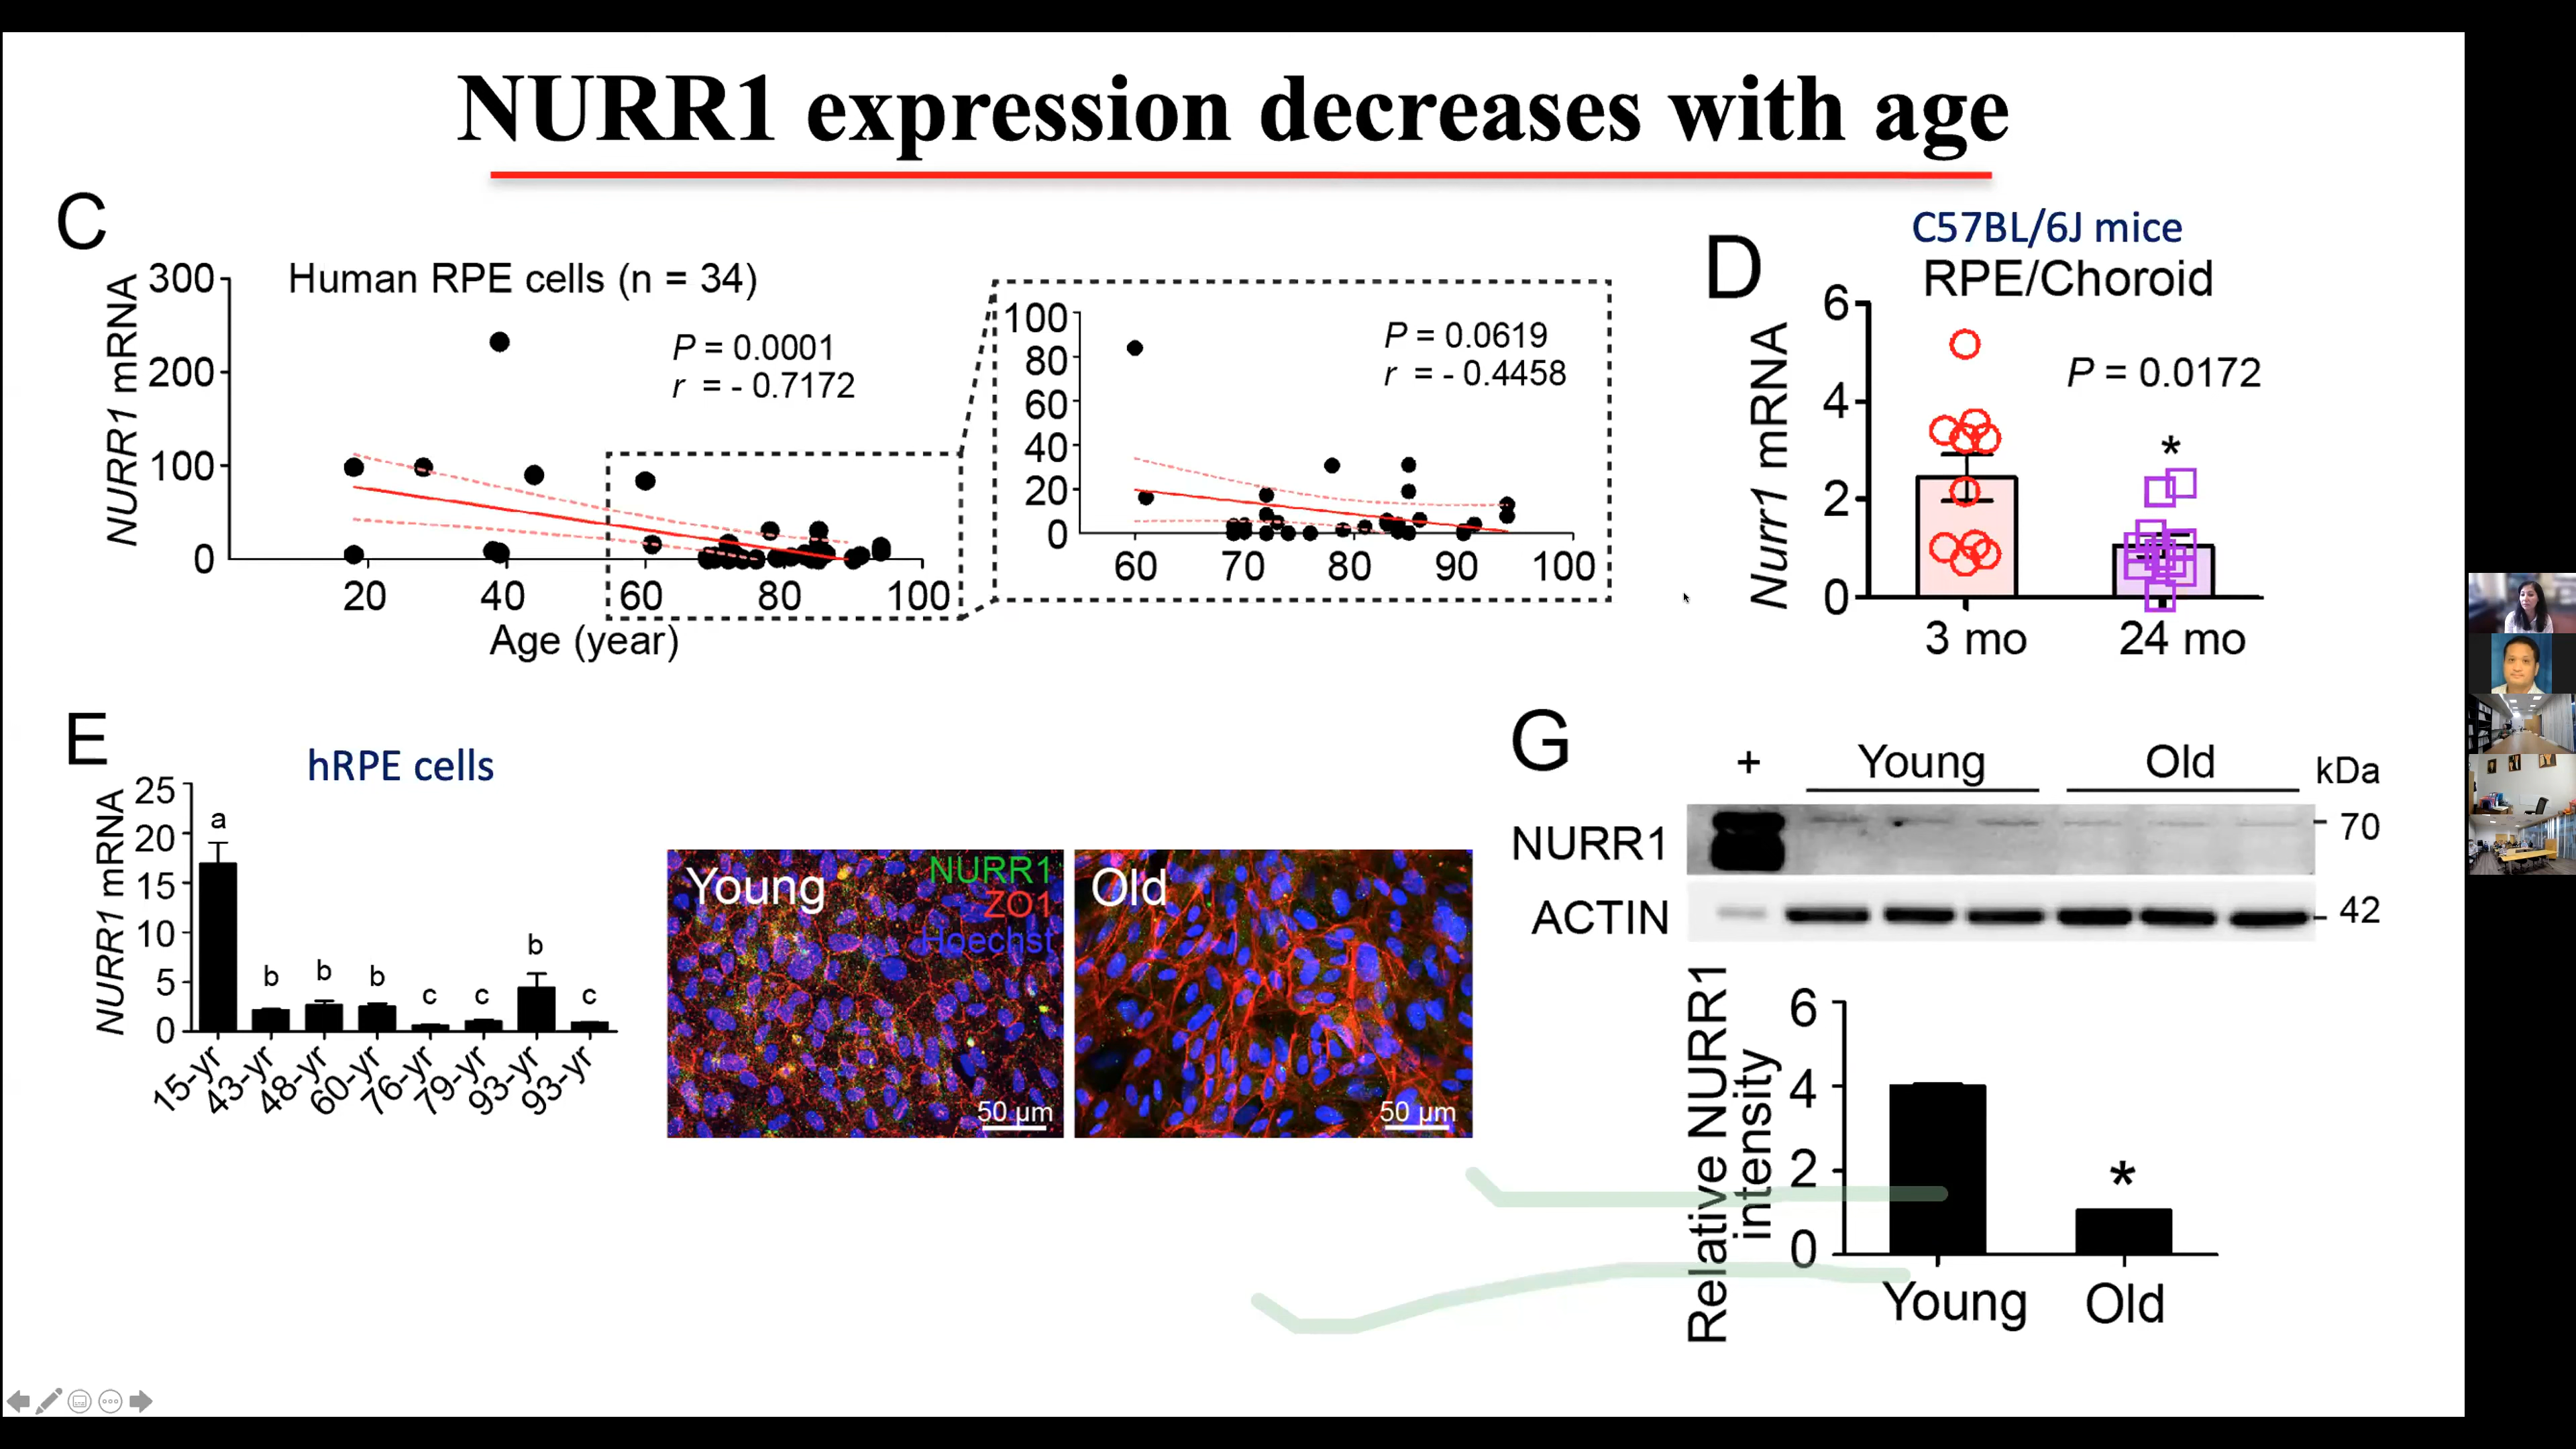 NURR1 expression decreases with age
C
Human RPE cells (n = 34)
P = 0.0001
r = - 0.7172
NURR1 mRNA
300
200
100
0
20 40 60 80 100
Age (year)
100
80
60
40
20
0
P = 0.0619
r = - 0.4458
60 70 80 90 100
D
C57BL/6J mice
RPE/Choroid
Nurr1 mRNA
6
4
2
0
P = 0.0172
*
3 mo 24 mo
E
hRPE cells
NURR1 mRNA
25
20
15
10
5
0
a b b b c c b c
15-yr 43-yr 48-yr 60-yr 76-yr 79-yr 93-yr 93-yr
Young
NURR1
ZO1
Hoechst
50 µm
Old
50 µm
G
+ Young Old kDa
NURR1 70
ACTIN 42
Relative NURR1
intensity
6
4
2
0
*
Young Old